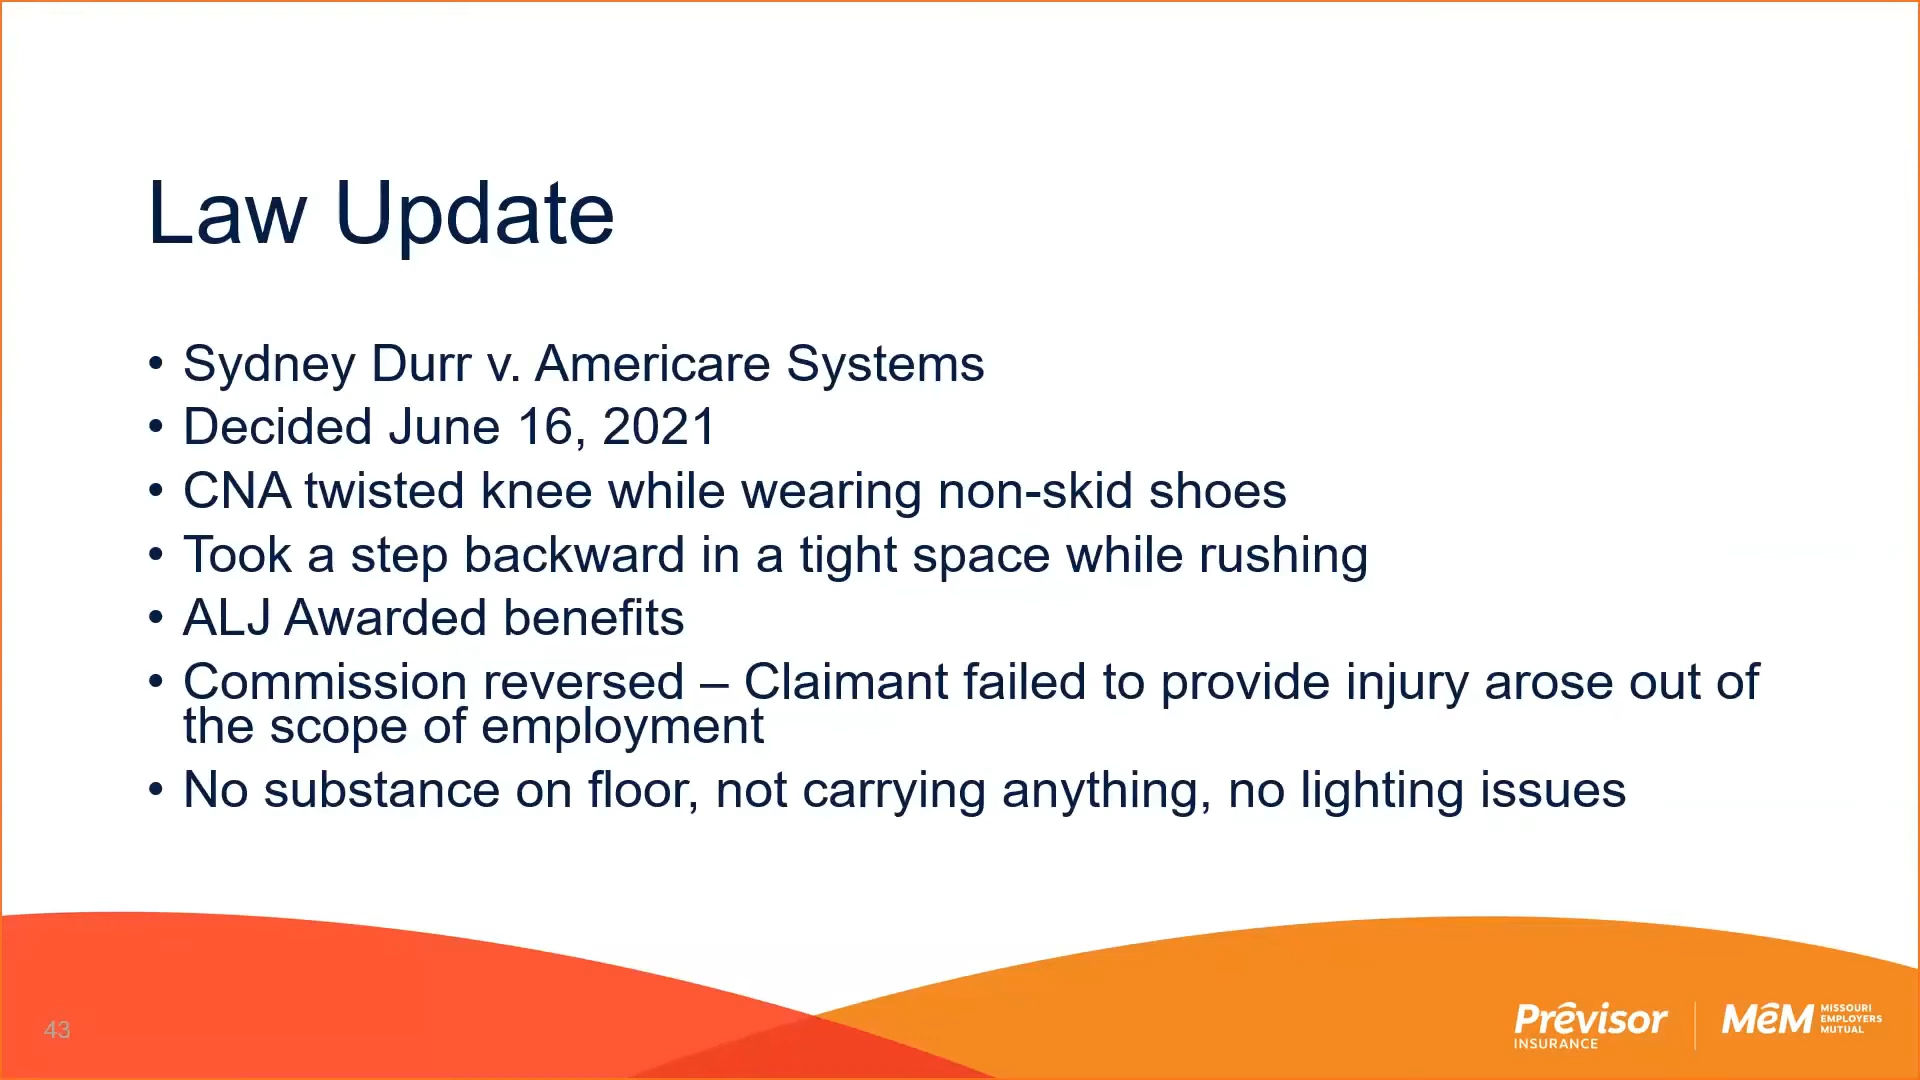 Law Update
• Sydney Durr v. Americare Systems
• Decided June 16, 2021
• CNA twisted knee while wearing non-skid shoes
• Took a step backward in a tight space while rushing
• ALJ Awarded benefits
• Commission reversed – Claimant failed to provide injury arose out of
the scope of employment
• No substance on floor, not carrying anything, no lighting issues
43
Prêvisor
INSURANCE
MêM
MISSOURI
EMPLOYERS
MUTUAL